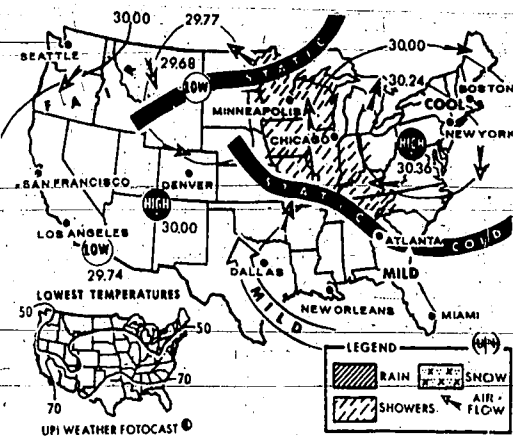 30.00
29.77
SEATTLE
29.68
FAIR
LOW
STATIC
30.00
30.24
BOSTON
COOL
MINNEAPOLIS
NEW YORK
CHICAGO
HIGH
30.36
SAN FRANCISCO
DENVER
STATIC
HIGH
30.00
LOS ANGELES
LOW
29.74
ATLANTA
COLD
DALLAS
MILD
MILD
NEW ORLEANS
MIAMI
LOWEST TEMPERATURES
50
50
70
70
UPI WEATHER FOTOCAST
LEGEND
UPI
RAIN
SNOW
SHOWERS
AIR FLOW